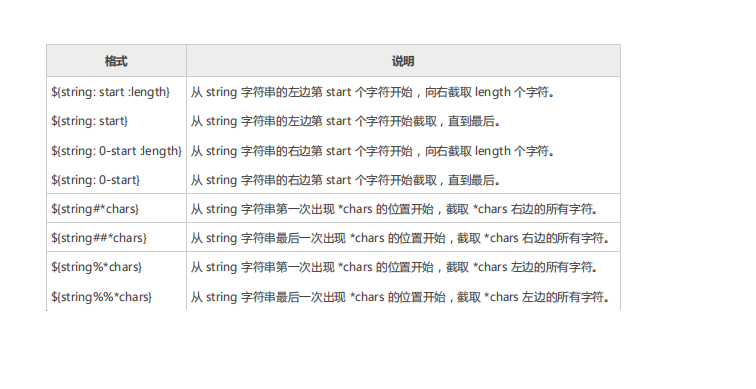 格式 说明
${string: start :length} 从 string 字符串的左边第 start 个字符开始，向右截取 length 个字符。
${string: start} 从 string 字符串的左边第 start 个字符开始截取，直到最后。
${string: 0-start :length} 从 string 字符串的右边第 start 个字符开始，向右截取 length 个字符。
${string: 0-start} 从 string 字符串的右边第 start 个字符开始截取，直到最后。
${string#*chars} 从 string 字符串第一次出现 *chars 的位置开始，截取 *chars 右边的所有字符。
${string##*chars} 从 string 字符串最后一次出现 *chars 的位置开始，截取 *chars 右边的所有字符。
${string%*chars} 从 string 字符串第一次出现 *chars 的位置开始，截取 *chars 左边的所有字符。
${string%%*chars} 从 string 字符串最后一次出现 *chars 的位置开始，截取 *chars 左边的所有字符。